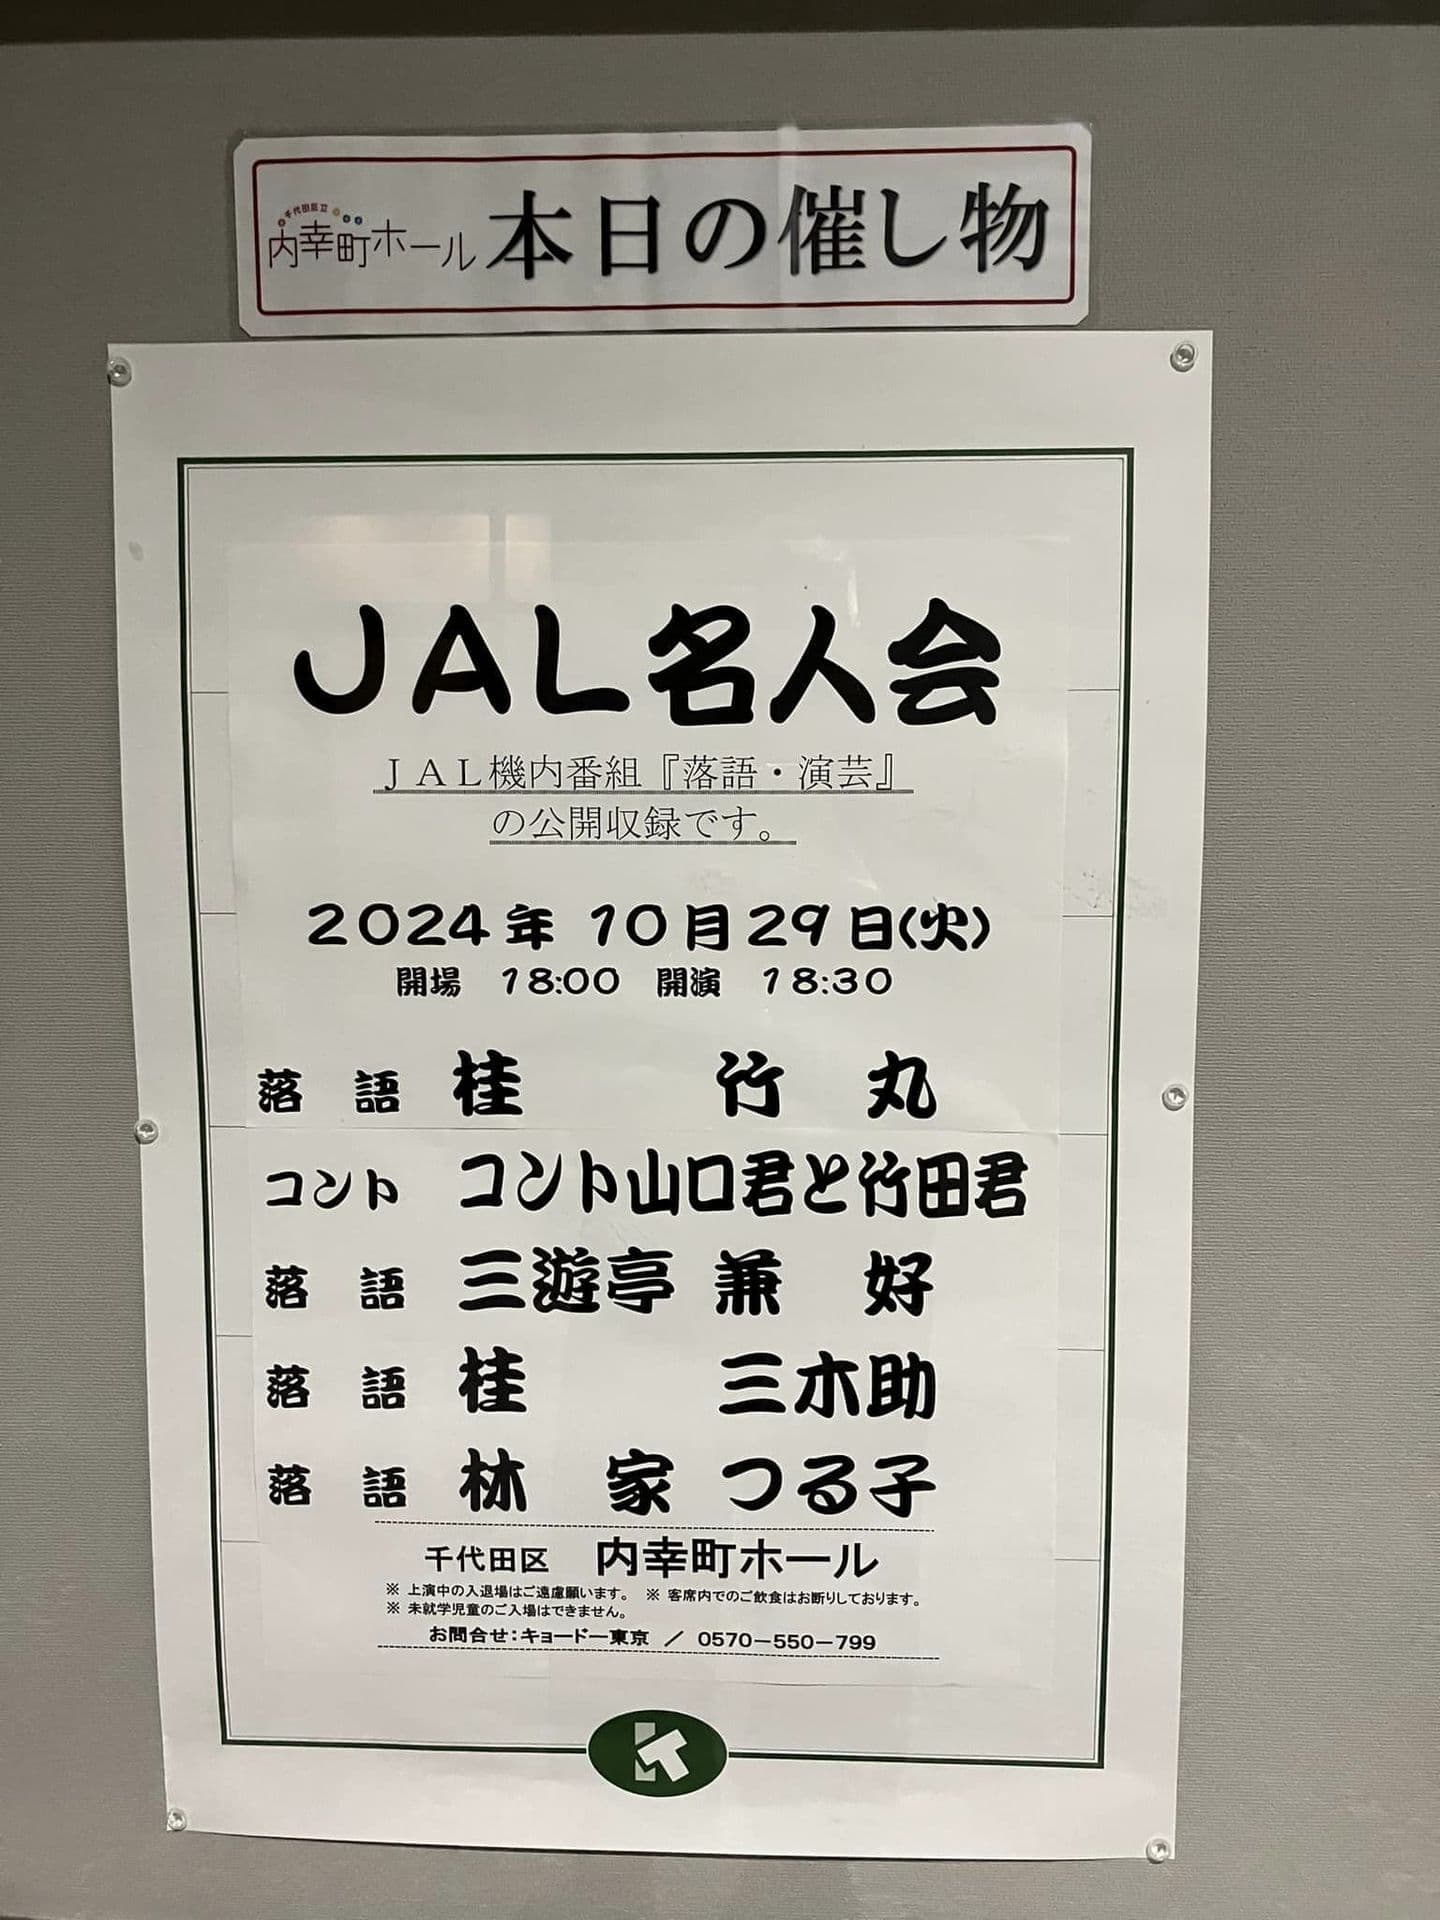 千代田区立
内幸町ホール 本日の催し物
JAL名人会
JAL機内番組『落語・演芸』
の公開収録です。
2024年 10月29日(火)
開場 18:00 開演 18:30
落語 桂 竹丸
コント コント山口君と竹田君
落語 三遊亭 兼好
落語 桂 三木助
落語 林家 つる子
千代田区 内幸町ホール
※ 上演中の入退場はご遠慮願います。 ※ 客席内でのご飲食はお断りしております。
※ 未就学児童のご入場はできません。
お問合せ：キョードー東京 ／ 0570－550－799